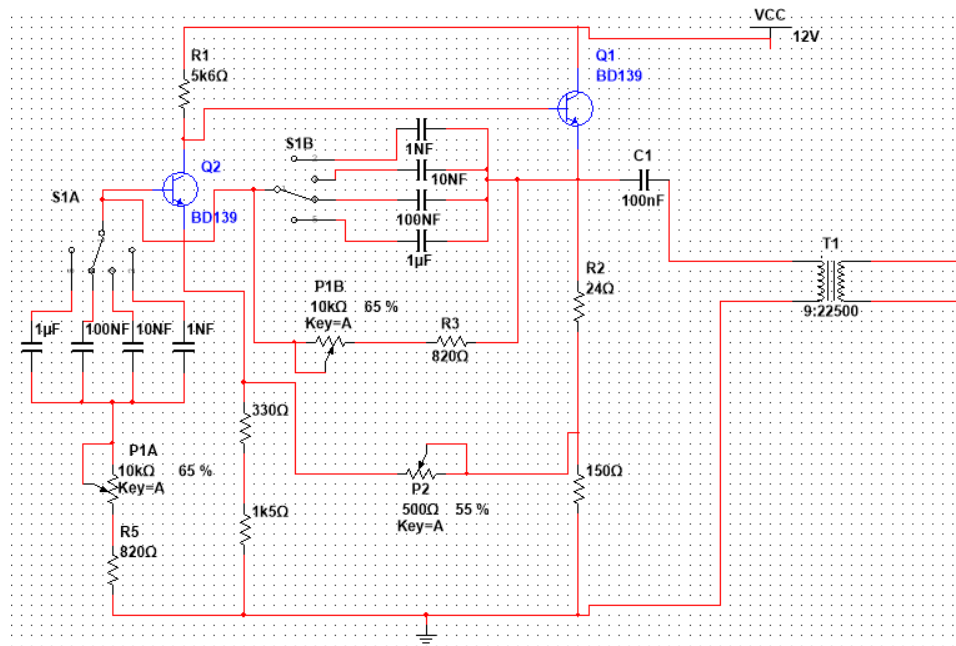 VCC
12V
R1
5k6Ω
Q1
BD139
S1B
1NF
10NF
100NF
1µF
Q2
BD139
S1A
C1
100nF
T1
9:22500
R2
24Ω
P1B
10kΩ 65 %
Key=A
R3
820Ω
1µF 100NF 10NF 1NF
330Ω
P1A
10kΩ 65 %
Key=A
P2
500Ω 55 %
Key=A
150Ω
1k5Ω
R5
820Ω